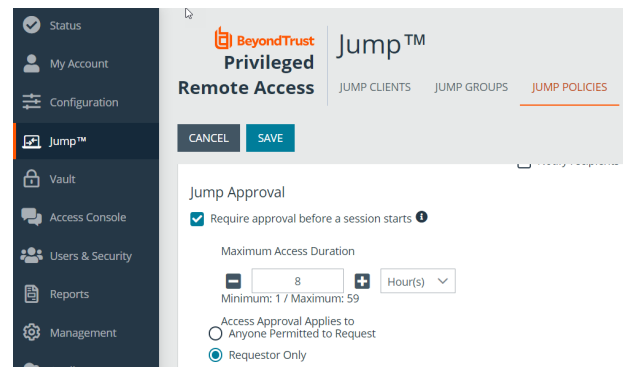 Status
My Account
Configuration
Jump™
Vault
Access Console
Users & Security
Reports
Management
BeyondTrust
Privileged
Remote Access
Jump™
JUMP CLIENTS JUMP GROUPS JUMP POLICIES
CANCEL SAVE
Jump Approval
Require approval before a session starts
Maximum Access Duration
8 Hour(s)
Minimum: 1 / Maximum: 59
Access Approval Applies to
Anyone Permitted to Request
Requestor Only